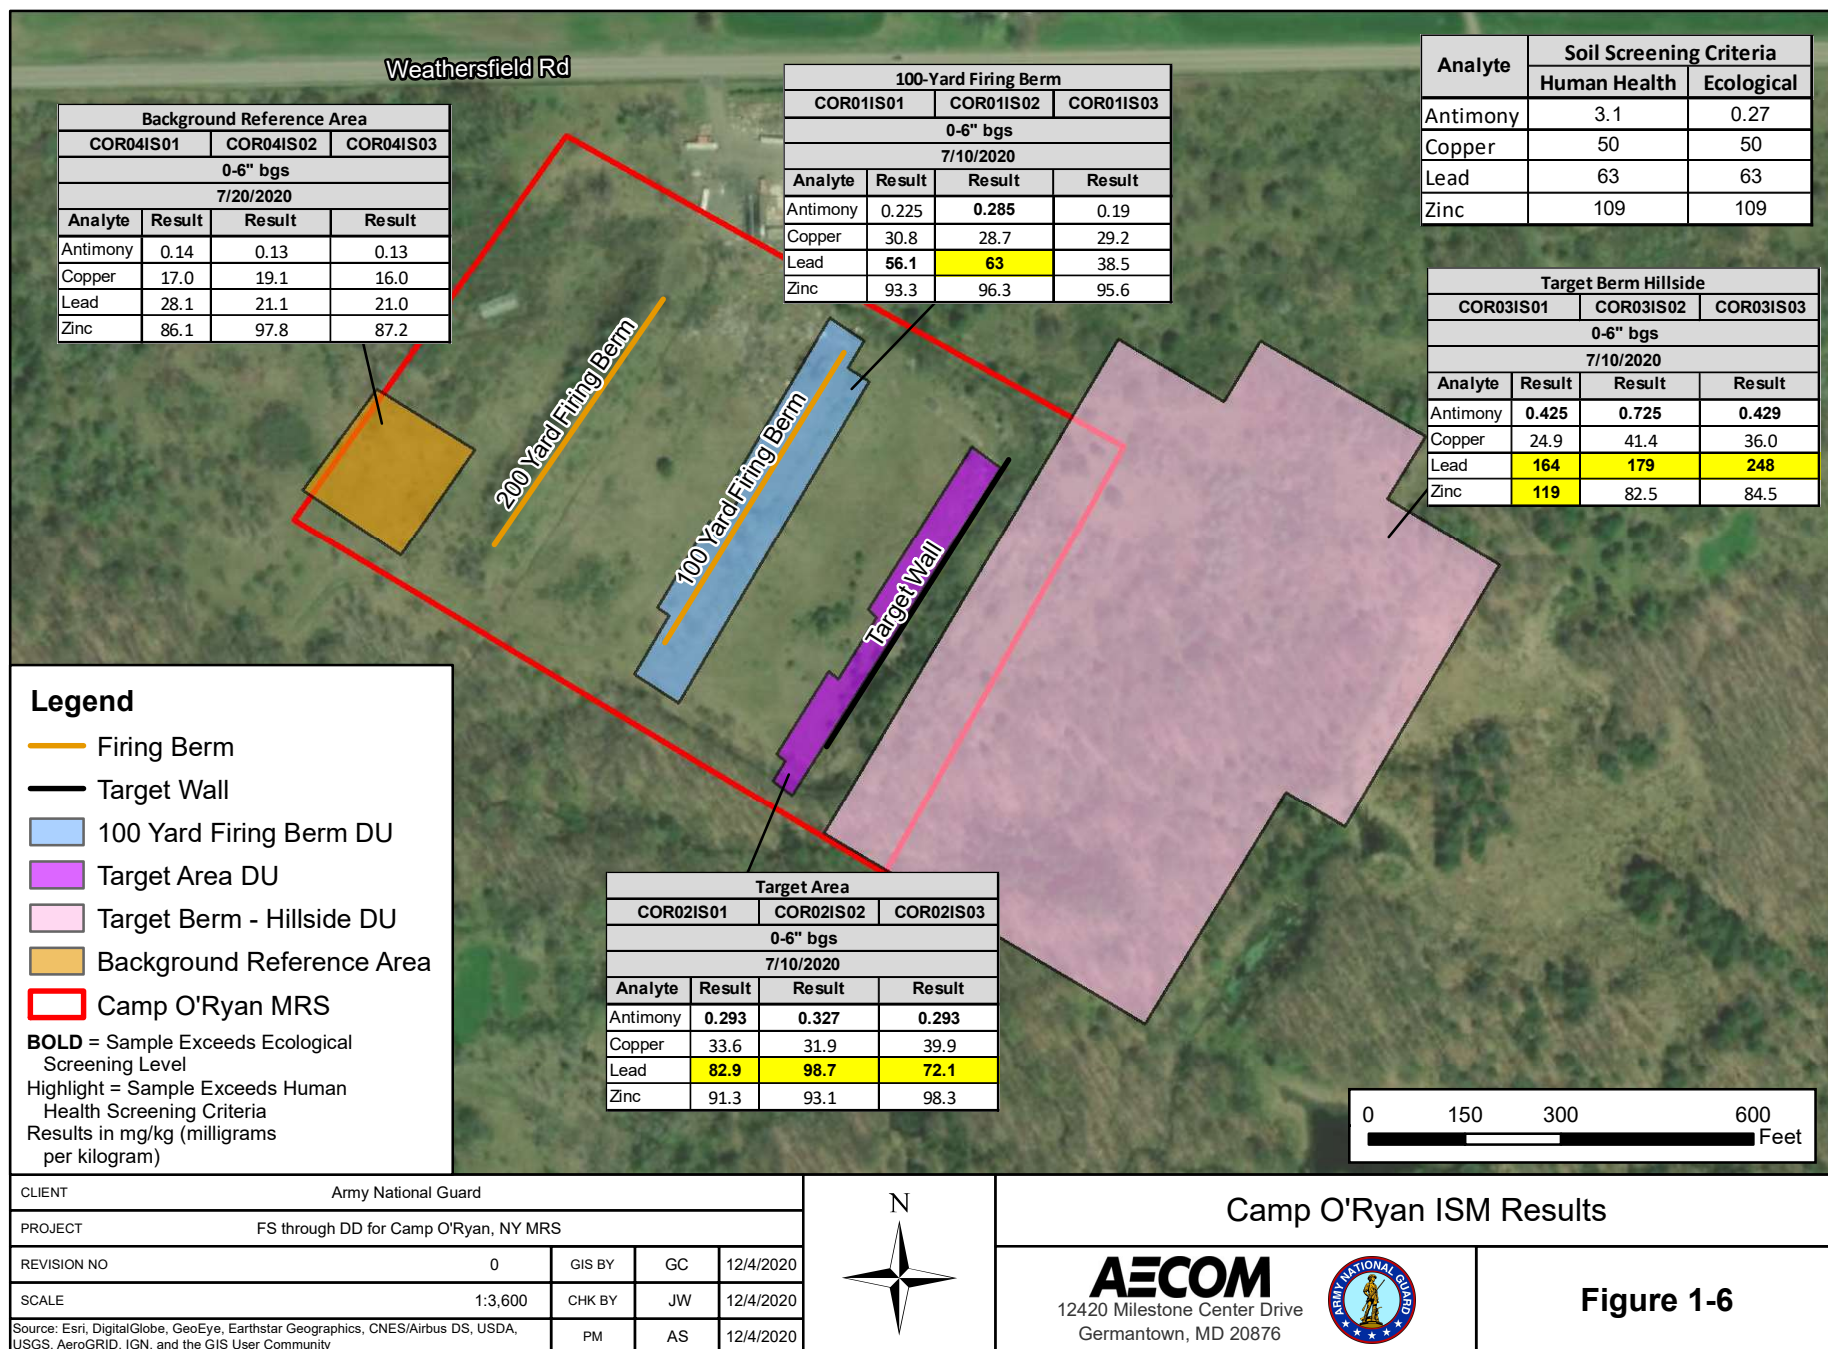 Weathersfield Rd
Background Reference Area
COR04IS01 COR04IS02 COR04IS03
0-6" bgs
7/20/2020
Analyte Result Result Result
Antimony 0.14 0.13 0.13
Copper 17.0 19.1 16.0
Lead 28.1 21.1 21.0
Zinc 86.1 97.8 87.2
100-Yard Firing Berm
COR01IS01 COR01IS02 COR01IS03
0-6" bgs
7/10/2020
Analyte Result Result Result
Antimony 0.225 0.285 0.19
Copper 30.8 28.7 29.2
Lead 56.1 63 38.5
Zinc 93.3 96.3 95.6
Analyte Soil Screening Criteria
Human Health Ecological
Antimony 3.1 0.27
Copper 50 50
Lead 63 63
Zinc 109 109
Target Berm Hillside
COR03IS01 COR03IS02 COR03IS03
0-6" bgs
7/10/2020
Analyte Result Result Result
Antimony 0.425 0.725 0.429
Copper 24.9 41.4 36.0
Lead 164 179 248
Zinc 119 82.5 84.5
200 Yard Firing Berm
100 Yard Firing Berm
Target Wall
Target Area
COR02IS01 COR02IS02 COR02IS03
0-6" bgs
7/10/2020
Analyte Result Result Result
Antimony 0.293 0.327 0.293
Copper 33.6 31.9 39.9
Lead 82.9 98.7 72.1
Zinc 91.3 93.1 98.3
Legend
Firing Berm
Target Wall
100 Yard Firing Berm DU
Target Area DU
Target Berm - Hillside DU
Background Reference Area
Camp O'Ryan MRS
BOLD = Sample Exceeds Ecological
Screening Level
Highlight = Sample Exceeds Human
Health Screening Criteria
Results in mg/kg (milligrams
per kilogram)
0 150 300 600
Feet
CLIENT Army National Guard
PROJECT FS through DD for Camp O'Ryan, NY MRS
REVISION NO 0 GIS BY GC 12/4/2020
SCALE 1:3,600 CHK BY JW 12/4/2020
Source: Esri, DigitalGlobe, GeoEye, Earthstar Geographics, CNES/Airbus DS, USDA,
USGS, AeroGRID, IGN, and the GIS User Community
PM AS 12/4/2020
N
Camp O'Ryan ISM Results
AECOM
12420 Milestone Center Drive
Germantown, MD 20876
ARMY NATIONAL GUARD
Figure 1-6